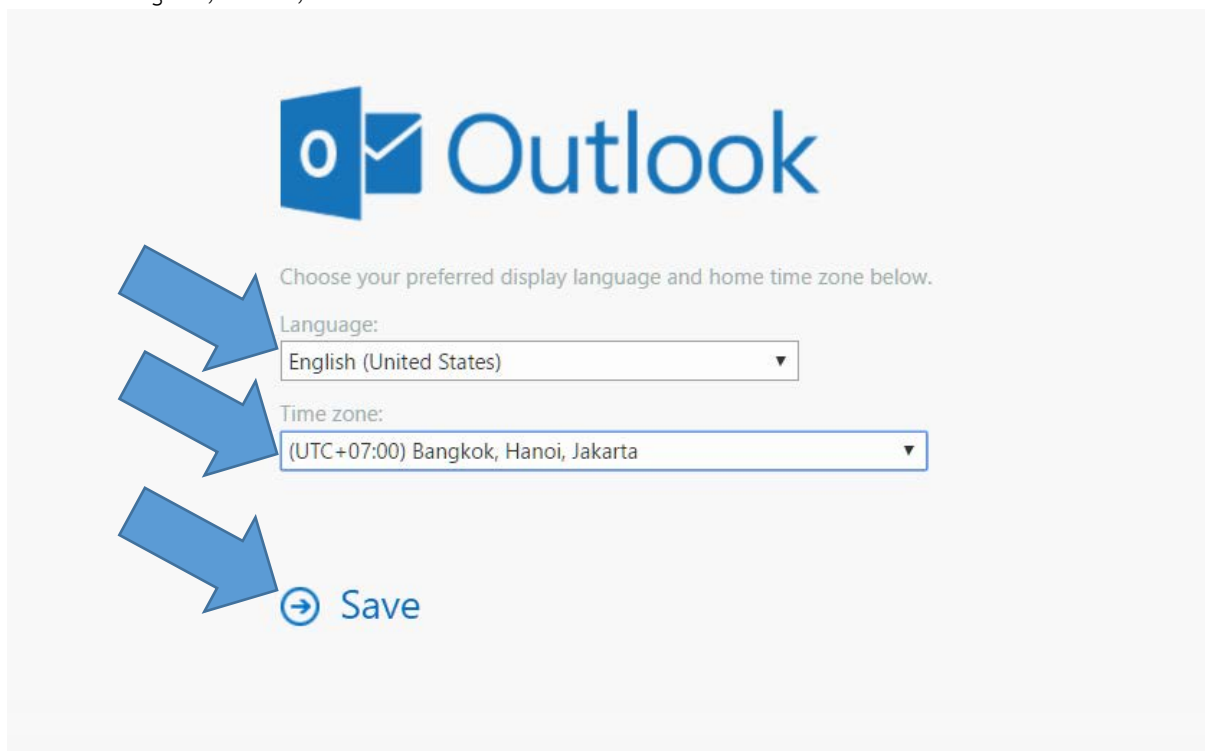 O Outlook
Choose your preferred display language and home time zone below.
Language:
English (United States)
Time zone:
(UTC+07:00) Bangkok, Hanoi, Jakarta
Save